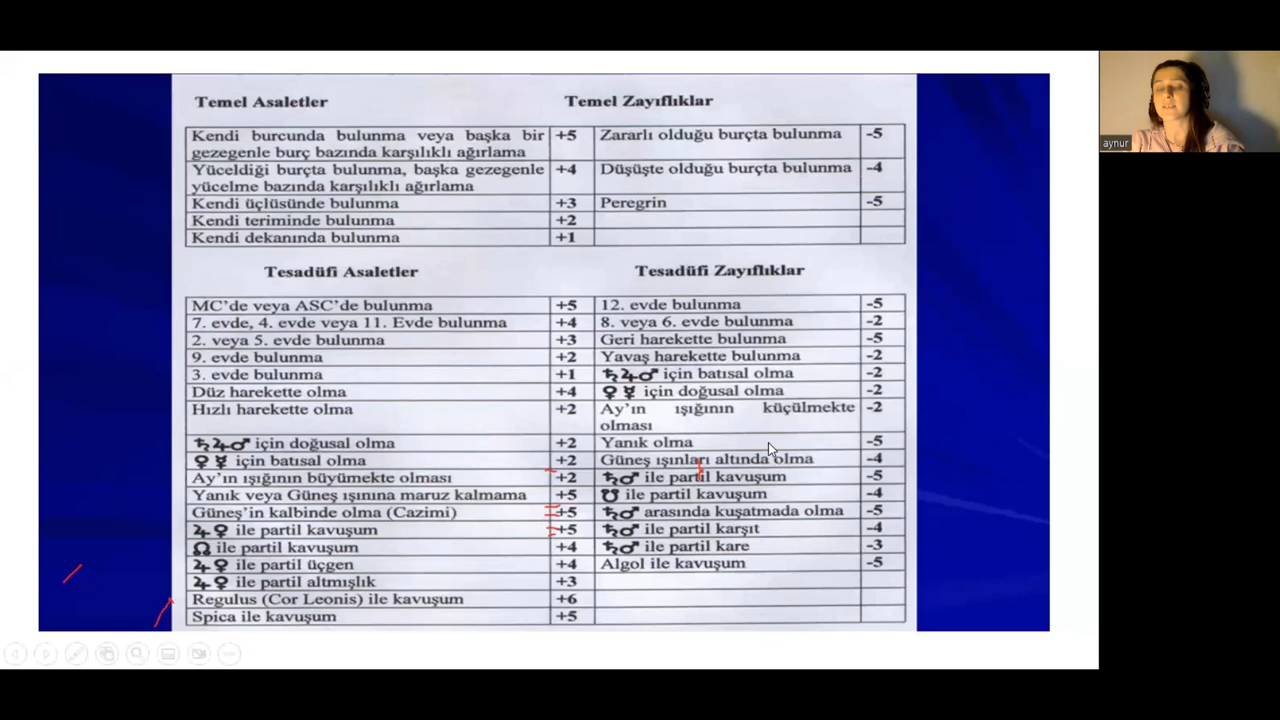 Temel Asaletler Temel Zayıflıklar
Kendi burcunda bulunma veya başka bir +5 Zararlı olduğu burçta bulunma -5
gezegenle burç bazında karşılıklı ağırlama
Yüceldiği burçta bulunma, başka gezegenle +4 Düşüşte olduğu burçta bulunma -4
yücelme bazında karşılıklı ağırlama
Kendi üçlüsünde bulunma +3 Peregrin -5
Kendi teriminde bulunma +2
Kendi dekanında bulunma +1
Tesadüfi Asaletler Tesadüfi Zayıflıklar
MC'de veya ASC'de bulunma +5 12. evde bulunma -5
7. evde, 4. evde veya 11. Evde bulunma +4 8. veya 6. evde bulunma -2
2. veya 5. evde bulunma +3 Geri harekette bulunma -5
9. evde bulunma +2 Yavaş harekette bulunma -2
3. evde bulunma +1 ♄♃♂ için batısal olma -2
Düz harekette olma +4 ♀☿ için doğusal olma -2
Hızlı harekette olma +2 Ay'ın ışığının küçülmekte -2
olması
♄♃♂ için doğusal olma +2 Yanık olma -5
♀☿ için batısal olma +2 Güneş ışınları altında olma -4
Ay'ın ışığının büyümekte olması +2 ♄♂ ile partil kavuşum -5
Yanık veya Güneş ışınına maruz kalmama +5 ☋ ile partil kavuşum -4
Güneş'in kalbinde olma (Cazimi) +5 ♄♂ arasında kuşatmada olma -5
♃♀ ile partil kavuşum +5 ♄♂ ile partil karşıt -4
☊ ile partil kavuşum +4 ♄♂ ile partil kare -3
♃♀ ile partil üçgen +4 Algol ile kavuşum -5
♃♀ ile partil altmışlık +3
Regulus (Cor Leonis) ile kavuşum +6
Spica ile kavuşum +5
aynur